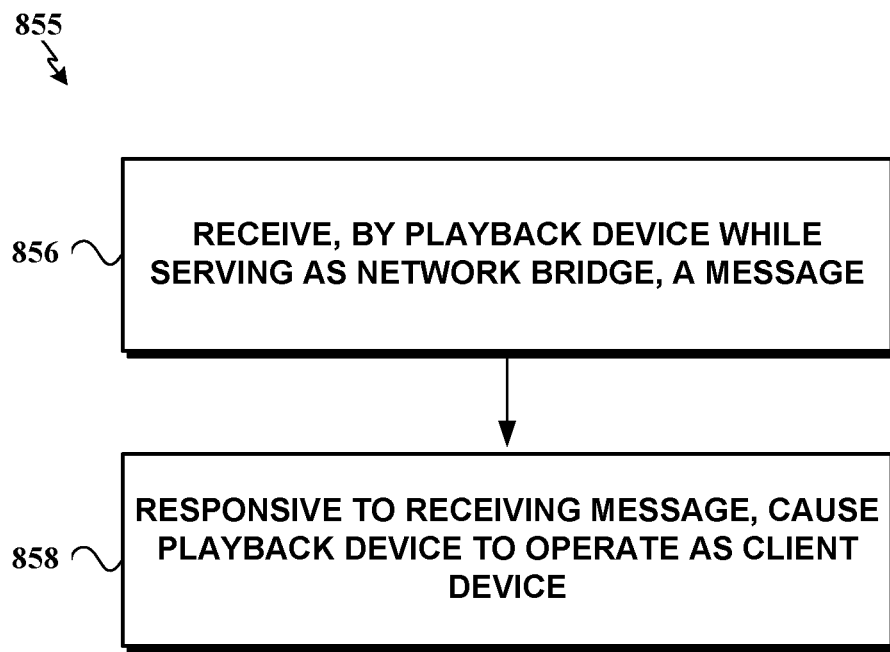 855
856
RECEIVE, BY PLAYBACK DEVICE WHILE
SERVING AS NETWORK BRIDGE, A MESSAGE
858
RESPONSIVE TO RECEIVING MESSAGE, CAUSE
PLAYBACK DEVICE TO OPERATE AS CLIENT
DEVICE